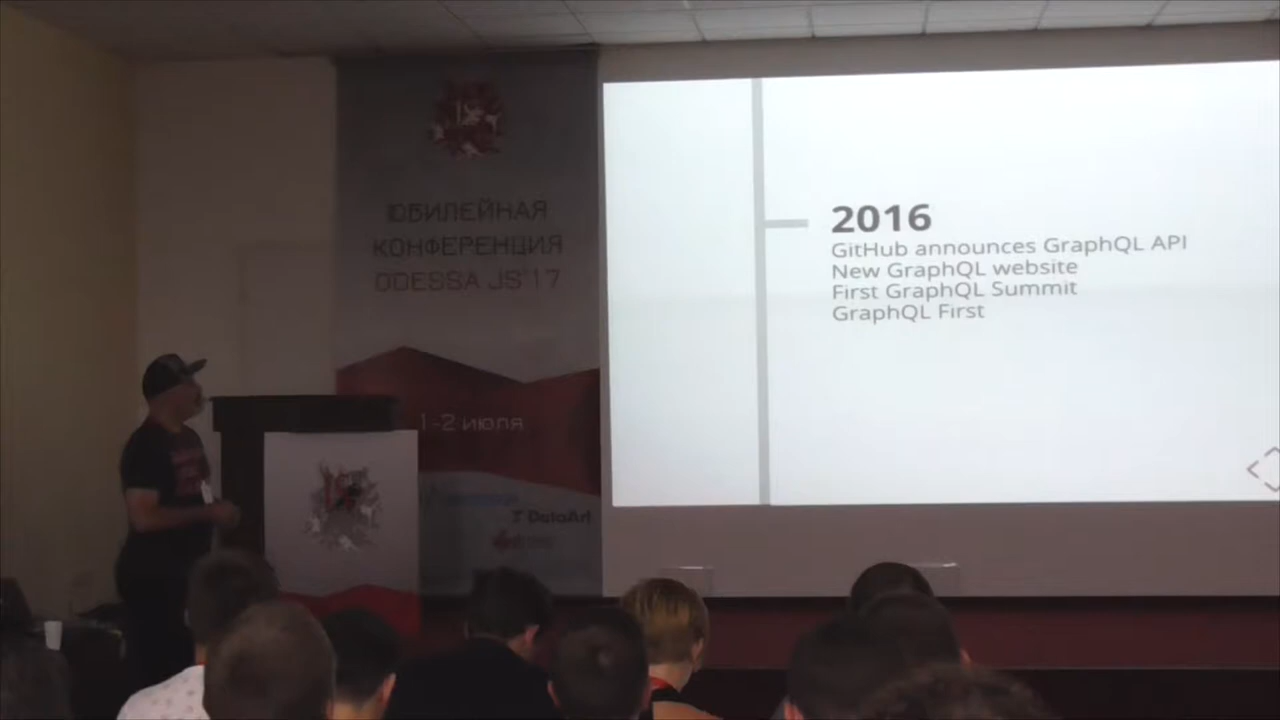 ЮБИЛЕЙНАЯ
КОНФЕРЕНЦИЯ
ODESSA JS'17
1-2 июля
DataArt
2016
GitHub announces GraphQL API
New GraphQL website
First GraphQL Summit
GraphQL First